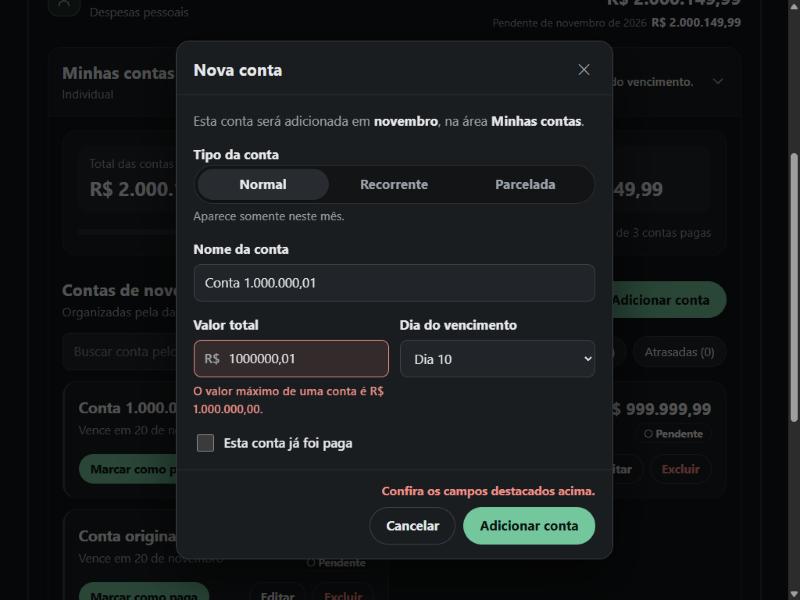 R$ 2.000.149,99
Despesas pessoais
Pendente de novembro de 2026 R$ 2.000.149,99
Nova conta
Minhas contas
do vencimento.
Individual
Esta conta será adicionada em novembro, na área Minhas contas.
Tipo da conta
Total das contas
Normal
Recorrente
Parcelada
R$ 2.000.
49,99
Aparece somente neste mês.
de 3 contas pagas
Nome da conta
Conta 1.000.000,01
Contas de nov
Organizadas pela da
Adicionar conta
Valor total
Dia do vencimento
Buscar conta pelo
R$ 1000000,01
Dia 10
)
Atrasadas (0)
O valor máximo de uma conta é R$
1.000.000,00.
Conta 1.000.0
$ 999.999,99
Vence em 20 de n
Pendente
Esta conta já foi paga
Marcar como p
itar
Excluir
Confira os campos destacados acima.
Cancelar
Adicionar conta
Conta origina
Vence em 20 de novembro
Pendente
Marcar como paga
Editar
Excluir